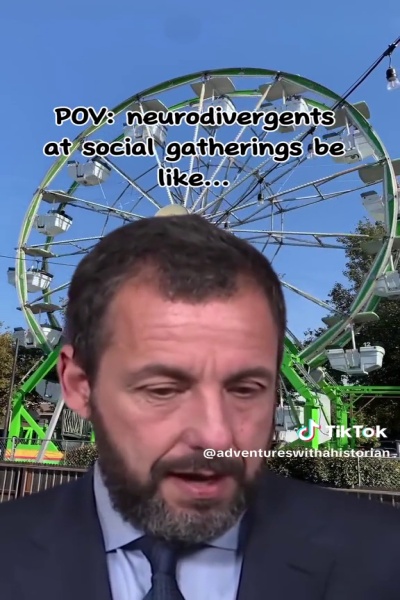 POV: neurodivergents
at social gatherings be
like...
TikTok
@adventureswithahistorian